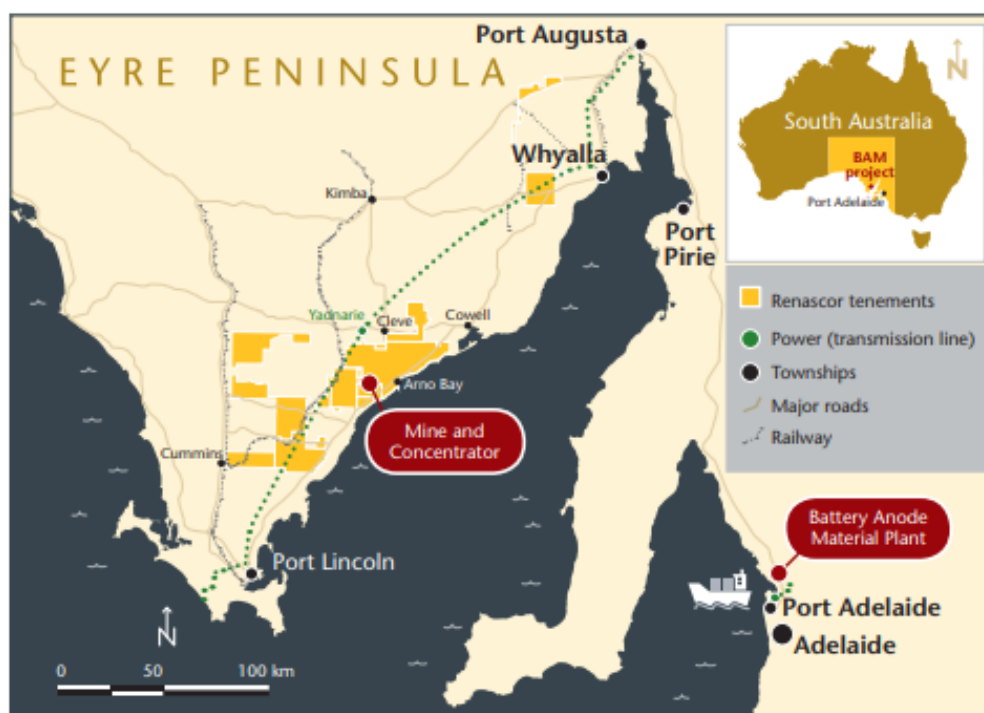 Port Augusta
EYRE PENINSULA
N
South Australia
BAM
project
Port Adelaide
Whyalla
Kimba
Port
Pirie
Renascor tenements
Power (transmission line)
Townships
Major roads
Railway
Yadnarie
Cleve
Cowell
Arno Bay
Mine and
Concentrator
Cummins
Battery Anode
Material Plant
Port Lincoln
Port Adelaide
Adelaide
N
0 50 100 km